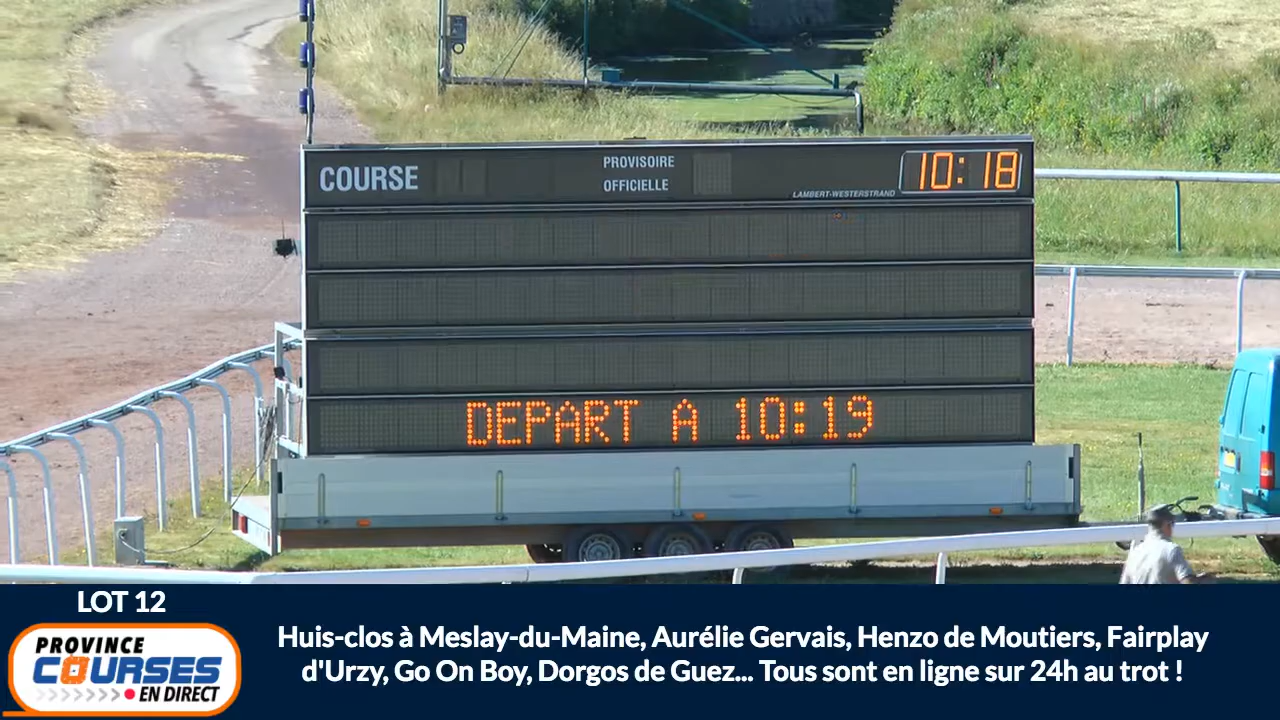 COURSE
PROVISOIRE
OFFICIELLE
10:18
LAMBERT-WESTERSTRAND
DEPART A 10:19
LOT 12
PROVINCE
COURSES
EN DIRECT
Huis-clos à Meslay-du-Maine, Aurélie Gervais, Henzo de Moutiers, Fairplay
d'Urzy, Go On Boy, Dorgos de Guez... Tous sont en ligne sur 24h au trot !